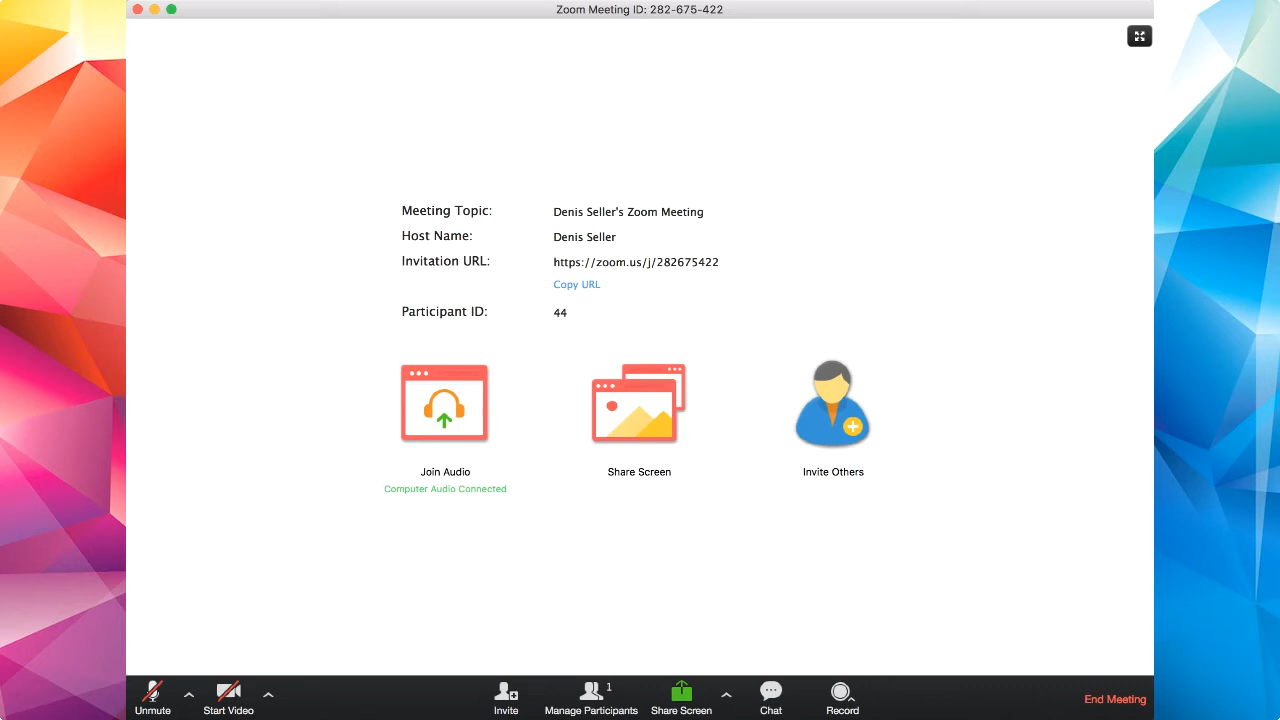 Zoom Meeting ID: 282-675-422
Meeting Topic: Denis Seller's Zoom Meeting
Host Name: Denis Seller
Invitation URL: https://zoom.us/j/282675422
Copy URL
Participant ID: 44
Join Audio Share Screen Invite Others
Computer Audio Connected
1
Unmute Start Video Invite Manage Participants Share Screen Chat Record End Meeting